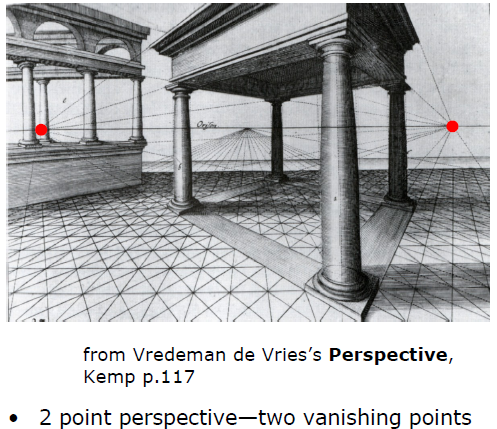 from Vredeman de Vries's Perspective,
Kemp p.117
• 2 point perspective—two vanishing points